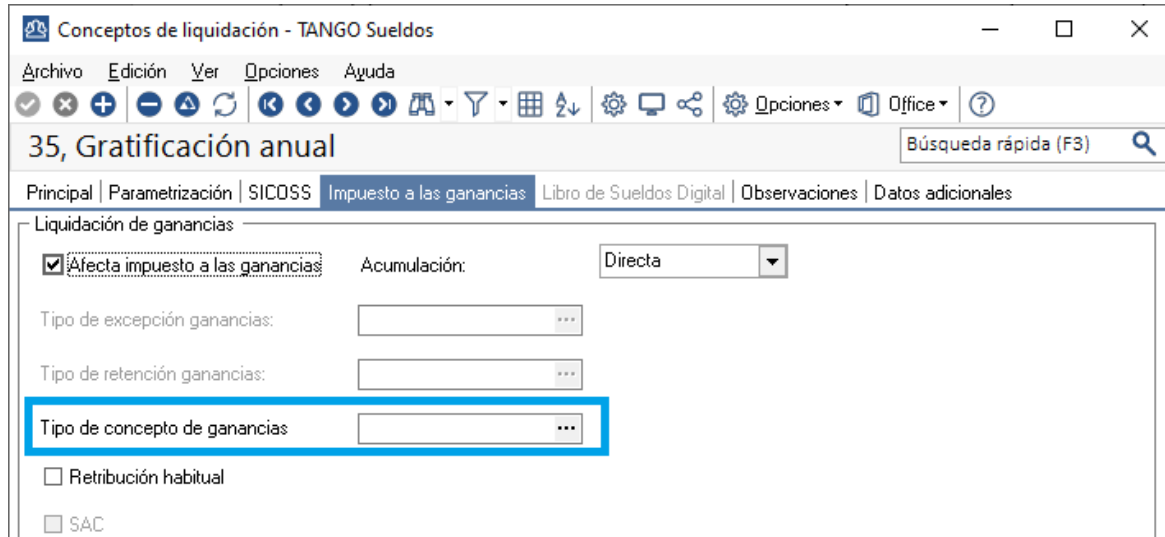 Conceptos de liquidación - TANGO Sueldos
Archivo Edición Ver Opciones Ayuda
Opciones Office
35, Gratificación anual Búsqueda rápida (F3)
Principal | Parametrización | SICOSS Impuesto a las ganancias Libro de Sueldos Digital | Observaciones | Datos adicionales
Liquidación de ganancias
Afecta impuesto a las ganancias Acumulación: Directa
Tipo de excepción ganancias: ...
Tipo de retención ganancias: ...
Tipo de concepto de ganancias ...
Retribución habitual
SAC